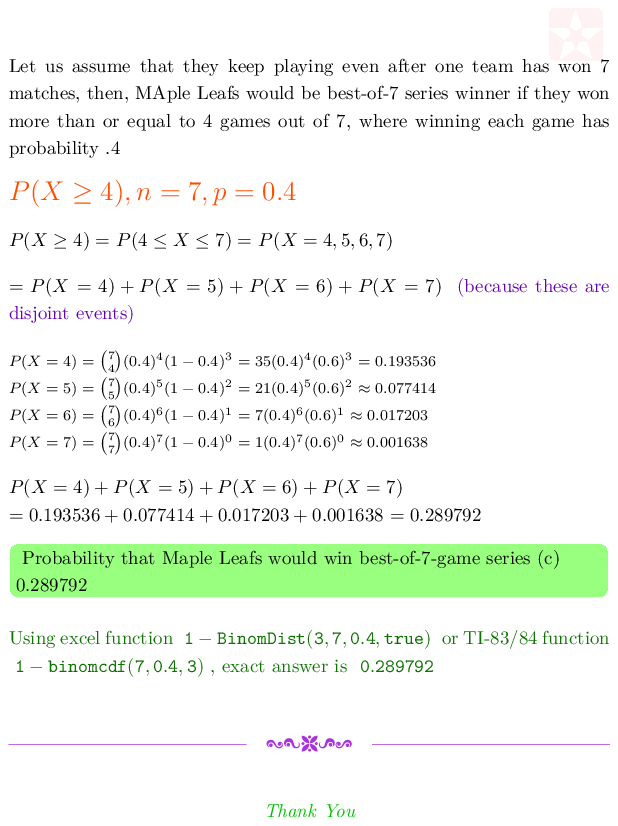 Let us assume that they keep playing even after one team has won 7
matches, then, MAple Leafs would be best-of-7 series winner if they won
more than or equal to 4 games out of 7, where winning each game has
probability .4
P(X ≥ 4), n = 7, p = 0.4
P(X ≥ 4) = P(4 ≤ X ≤ 7) = P(X = 4, 5, 6, 7)
= P(X = 4) + P(X = 5) + P(X = 6) + P(X = 7) (because these are
disjoint events)
P(X = 4) = \binom{7}{4}(0.4)^4(1 − 0.4)^3 = 35(0.4)^4(0.6)^3 = 0.193536
P(X = 5) = \binom{7}{5}(0.4)^5(1 − 0.4)^2 = 21(0.4)^5(0.6)^2 ≈ 0.077414
P(X = 6) = \binom{7}{6}(0.4)^6(1 − 0.4)^1 = 7(0.4)^6(0.6)^1 ≈ 0.017203
P(X = 7) = \binom{7}{7}(0.4)^7(1 − 0.4)^0 = 1(0.4)^7(0.6)^0 ≈ 0.001638
P(X = 4) + P(X = 5) + P(X = 6) + P(X = 7)
= 0.193536 + 0.077414 + 0.017203 + 0.001638 = 0.289792
Probability that Maple Leafs would win best-of-7-game series (c)
0.289792
Using excel function 1 − BinomDist(3, 7, 0.4, true) or TI-83/84 function
1 − binomcdf(7, 0.4, 3) , exact answer is 0.289792
Thank You